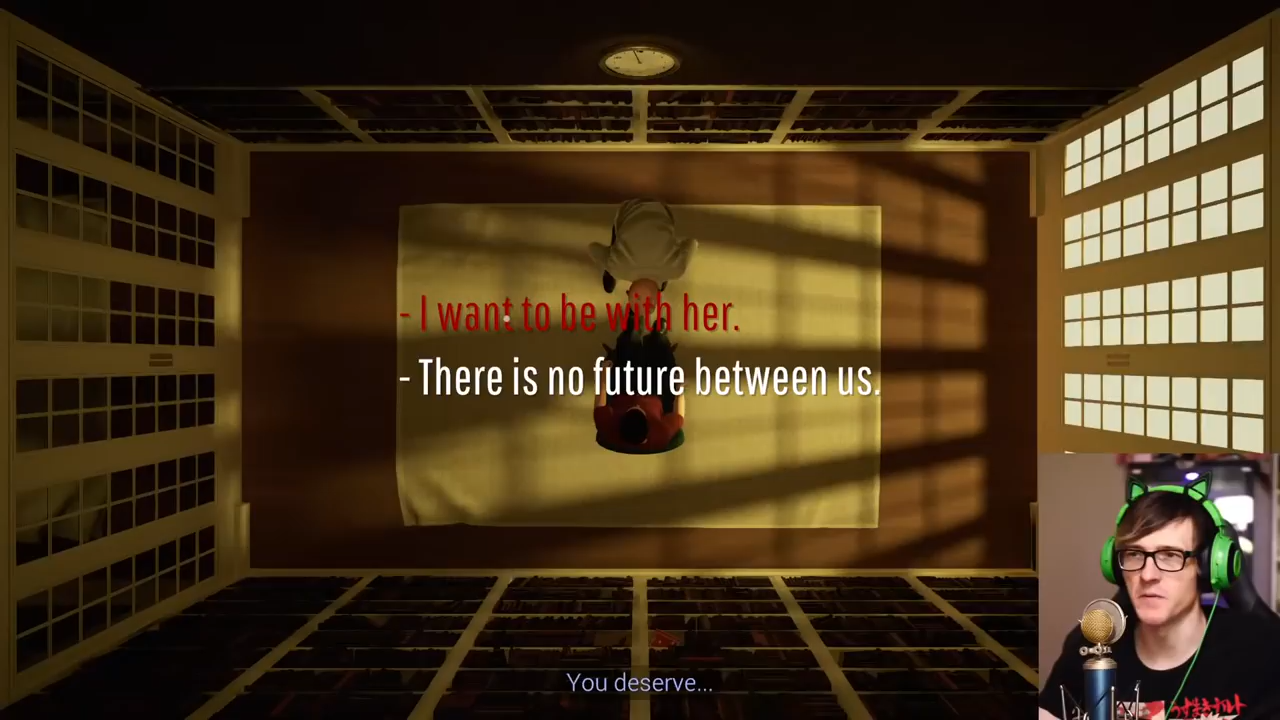 - I want to be with her.
- There is no future between us.
You deserve...